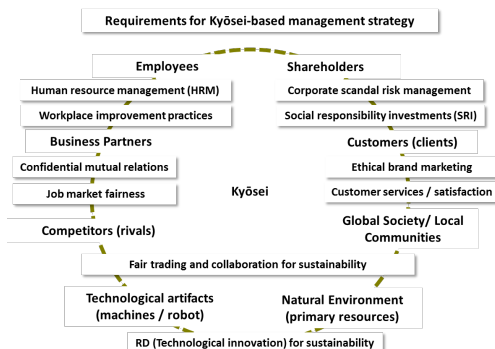 Requirements for Kyōsei-based management strategy
Employees
Shareholders
Human resource management (HRM)
Corporate scandal risk management
Workplace improvement practices
Social responsibility investments (SRI)
Business Partners
Customers (clients)
Confidential mutual relations
Ethical brand marketing
Kyōsei
Job market fairness
Customer services / satisfaction
Competitors (rivals)
Global Society/ Local
Communities
Fair trading and collaboration for sustainability
Technological artifacts
(machines / robot)
Natural Environment
(primary resources)
RD (Technological innovation) for sustainability